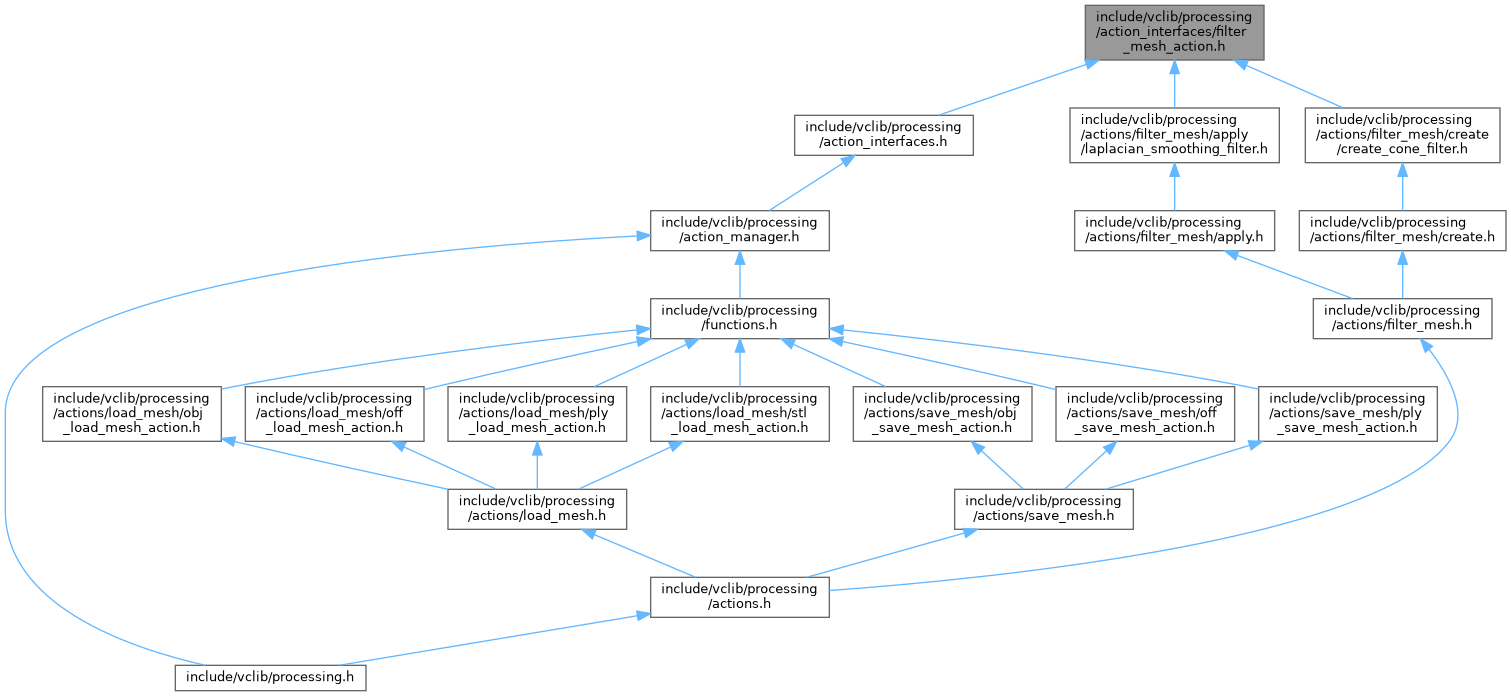 include/vclib/processing
/action_interfaces/filter
_mesh_action.h
include/vclib/processing
/action_interfaces.h
include/vclib/processing
/actions/filter_mesh/apply
/laplacian_smoothing_filter.h
include/vclib/processing
/actions/filter_mesh/create
/create_cone_filter.h
include/vclib/processing
/action_manager.h
include/vclib/processing
/actions/filter_mesh/apply.h
include/vclib/processing
/actions/filter_mesh/create.h
include/vclib/processing
/functions.h
include/vclib/processing
/actions/filter_mesh.h
include/vclib/processing
/actions/load_mesh/obj
_load_mesh_action.h
include/vclib/processing
/actions/load_mesh/off
_load_mesh_action.h
include/vclib/processing
/actions/load_mesh/ply
_load_mesh_action.h
include/vclib/processing
/actions/load_mesh/stl
_load_mesh_action.h
include/vclib/processing
/actions/save_mesh/obj
_save_mesh_action.h
include/vclib/processing
/actions/save_mesh/off
_save_mesh_action.h
include/vclib/processing
/actions/save_mesh/ply
_save_mesh_action.h
include/vclib/processing
/actions/load_mesh.h
include/vclib/processing
/actions/save_mesh.h
include/vclib/processing
/actions.h
include/vclib/processing.h